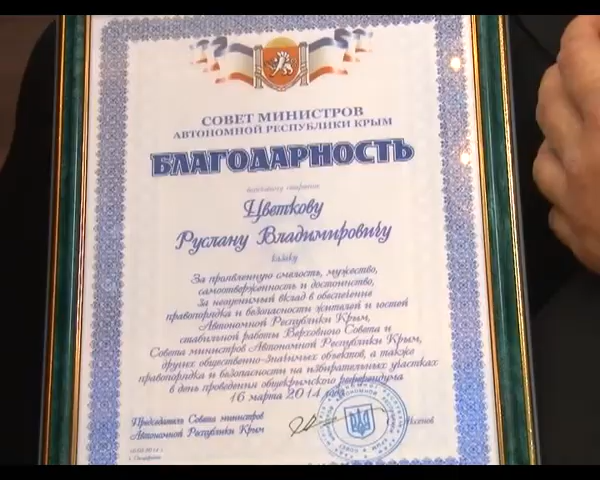 СОВЕТ МИНИСТРОВ
АВТОНОМНОЙ РЕСПУБЛИКИ КРЫМ
БЛАГОДАРНОСТЬ
Цветкову
Руслану Владимировичу
казаку
За проявленную смелость, мужество,
самоотверженность и достоинство,
за неоценимый вклад в обеспечение
правопорядка и безопасности жителей и гостей
Автономной Республики Крым,
стабильной работы Верховного Совета и
Совета министров Автономной Республики Крым,
других общественно-значимых объектов, а также
правопорядка и безопасности на избирательных участках
в день проведения общекрымского референдума
16 марта 2014 года
Председатель Совета министров
Автономной Республики Крым
С. Аксенов
г. Симферополь